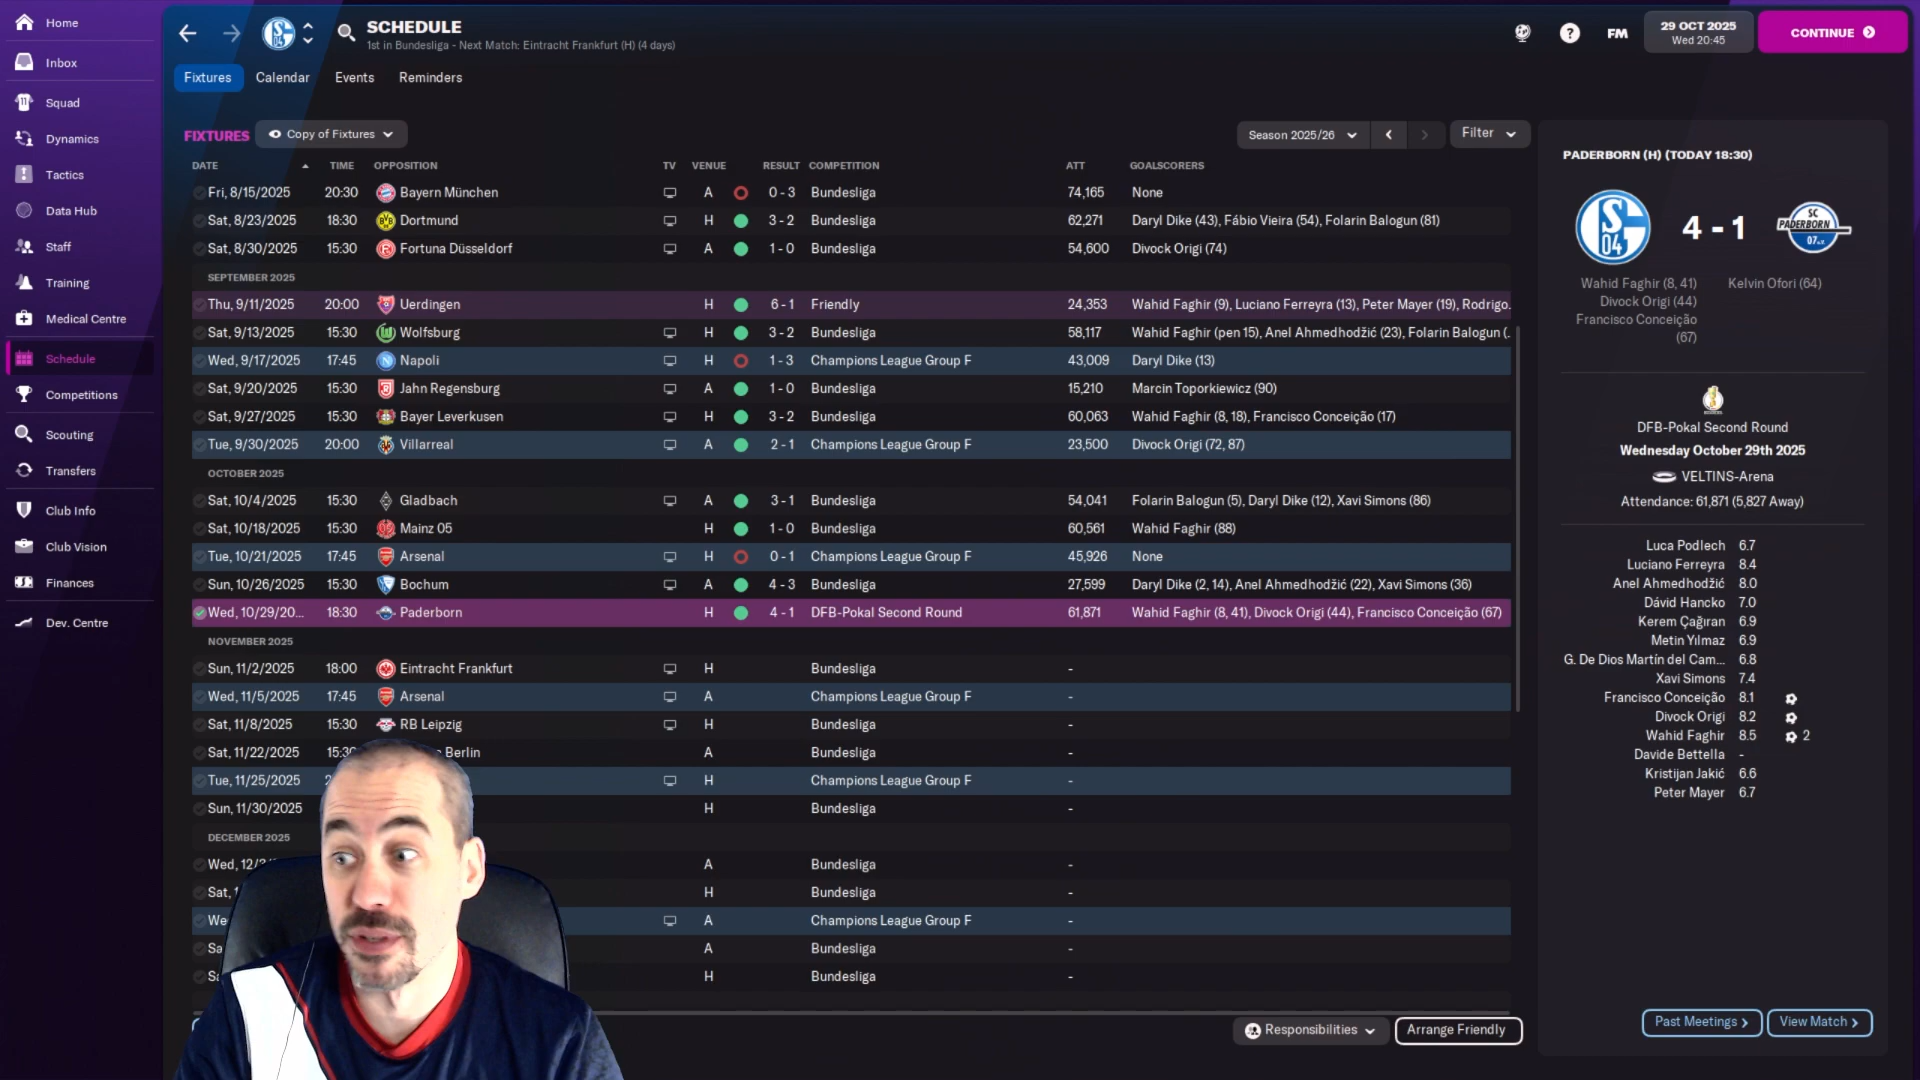 Home
Inbox
Squad
Dynamics
Tactics
Data Hub
Staff
Training
Medical Centre
Schedule
Competitions
Scouting
Transfers
Club Info
Club Vision
Finances
Dev. Centre
SCHEDULE
1st in Bundesliga - Next Match: Eintracht Frankfurt (H) (4 days)
FM
29 OCT 2025
Wed 20:45
CONTINUE
Fixtures Calendar Events Reminders
FIXTURES Copy of Fixtures Season 2025/26 Filter
DATE TIME OPPOSITION TV VENUE RESULT COMPETITION ATT GOALSCORERS
Fri, 8/15/2025 20:30 Bayern München A 0 - 3 Bundesliga 74,165 None
Sat, 8/23/2025 18:30 Dortmund H 3 - 2 Bundesliga 62,271 Daryl Dike (43), Fábio Vieira (54), Folarin Balogun (81)
Sat, 8/30/2025 15:30 Fortuna Düsseldorf A 1 - 0 Bundesliga 54,600 Divock Origi (74)
SEPTEMBER 2025
Thu, 9/11/2025 20:00 Uerdingen H 6 - 1 Friendly 24,353 Wahid Faghir (9), Luciano Ferreyra (13), Peter Mayer (19), Rodrigo...
Sat, 9/13/2025 15:30 Wolfsburg H 3 - 2 Bundesliga 58,117 Wahid Faghir (pen 15), Anel Ahmedhodžić (23), Folarin Balogun (...
Wed, 9/17/2025 17:45 Napoli H 1 - 3 Champions League Group F 43,009 Daryl Dike (13)
Sat, 9/20/2025 15:30 Jahn Regensburg A 1 - 0 Bundesliga 15,210 Marcin Toporkiewicz (90)
Sat, 9/27/2025 15:30 Bayer Leverkusen H 3 - 2 Bundesliga 60,063 Wahid Faghir (8, 18), Francisco Conceição (17)
Tue, 9/30/2025 20:00 Villarreal A 2 - 1 Champions League Group F 23,500 Divock Origi (72, 87)
OCTOBER 2025
Sat, 10/4/2025 15:30 Gladbach A 3 - 1 Bundesliga 54,041 Folarin Balogun (5), Daryl Dike (12), Xavi Simons (86)
Sat, 10/18/2025 15:30 Mainz 05 H 1 - 0 Bundesliga 60,561 Wahid Faghir (88)
Tue, 10/21/2025 17:45 Arsenal H 0 - 1 Champions League Group F 45,926 None
Sun, 10/26/2025 15:30 Bochum A 4 - 3 Bundesliga 27,599 Daryl Dike (2, 14), Anel Ahmedhodžić (22), Xavi Simons (36)
Wed, 10/29/20... 18:30 Paderborn H 4 - 1 DFB-Pokal Second Round 61,871 Wahid Faghir (8, 41), Divock Origi (44), Francisco Conceição (67)
NOVEMBER 2025
Sun, 11/2/2025 18:00 Eintracht Frankfurt H Bundesliga -
Wed, 11/5/2025 17:45 Arsenal A Champions League Group F -
Sat, 11/8/2025 15:30 RB Leipzig H Bundesliga -
Sat, 11/22/2025 15:30 Berlin A Bundesliga -
Tue, 11/25/2025 H Champions League Group F -
Sun, 11/30/2025 H Bundesliga -
DECEMBER 2025
Wed, A Bundesliga -
Sat, H Bundesliga -
A Champions League Group F -
A Bundesliga -
H Bundesliga -
Responsibilities Arrange Friendly
PADERBORN (H) (TODAY 18:30)
S 04
4 - 1
SC
PADERBORN
07
Wahid Faghir (8, 41)
Divock Origi (44)
Francisco Conceição
(67)
Kelvin Ofori (64)
DFB-Pokal Second Round
Wednesday October 29th 2025
VELTINS-Arena
Attendance: 61,871 (5,827 Away)
Luca Podlech 6.7
Luciano Ferreyra 8.4
Anel Ahmedhodžić 8.0
Dávid Hancko 7.0
Kerem Çağıran 6.9
Metin Yılmaz 6.9
G. De Dios Martín del Cam... 6.8
Xavi Simons 7.4
Francisco Conceição 8.1
Divock Origi 8.2
Wahid Faghir 8.5 2
Davide Bettella -
Kristijan Jakić 6.6
Peter Mayer 6.7
Past Meetings View Match